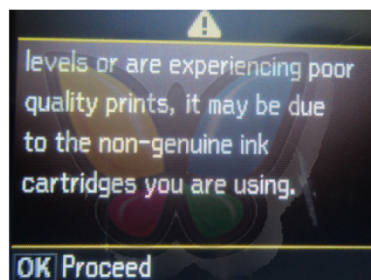 levels or are experiencing poor
quality prints, it may be due
to the non-genuine ink
cartridges you are using.
OK Proceed